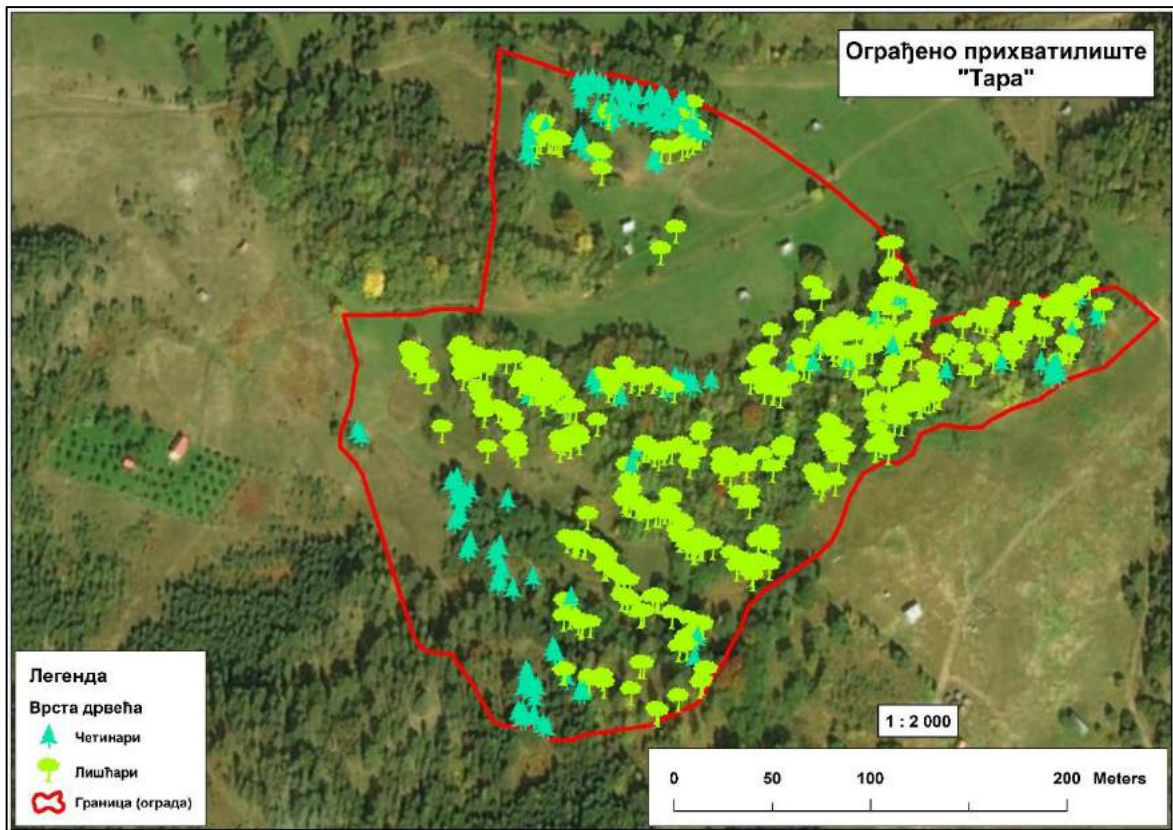 Ограђено прихватилиште
"Тара"
Легенда
Врста дрвећа
Четинари
Лишћари
Граница (ограда)
1 : 2 000
0 50 100 200 Meters